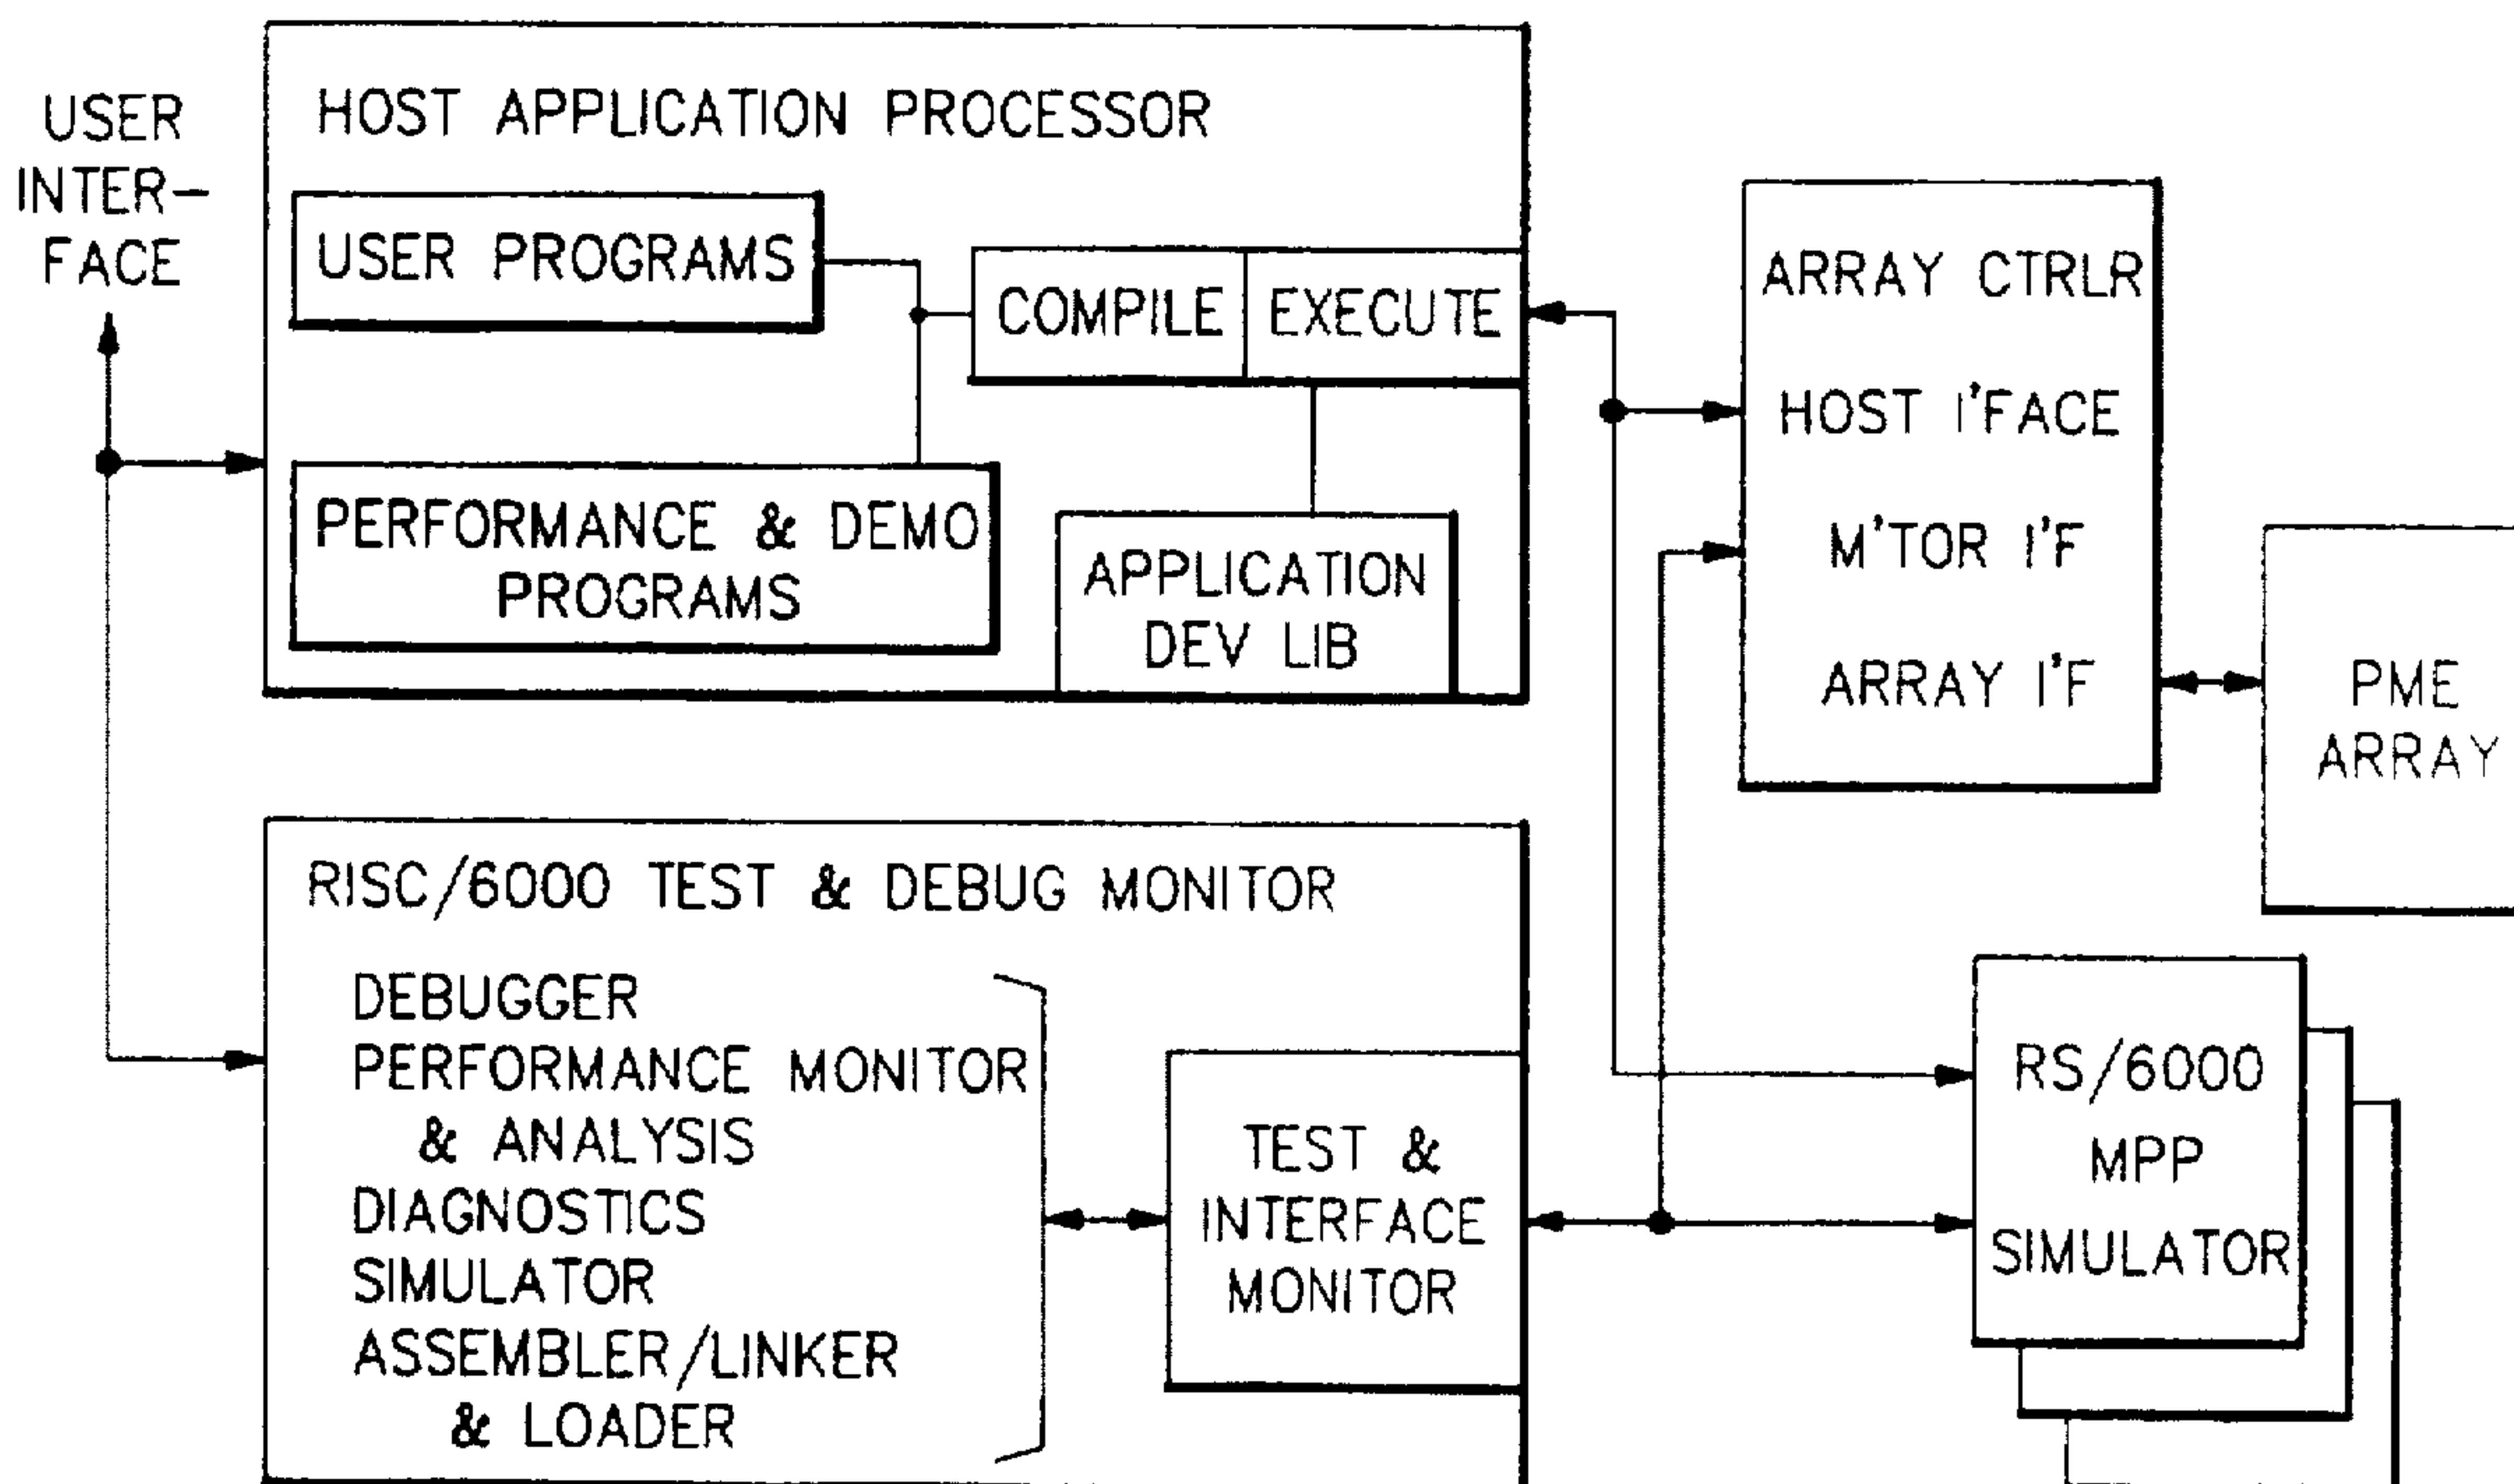 USER
INTER-
FACE
HOST APPLICATION PROCESSOR
USER PROGRAMS
COMPILE
EXECUTE
PERFORMANCE & DEMO
PROGRAMS
APPLICATION
DEV LIB
ARRAY CTRLR
HOST I'FACE
M'TOR I'F
ARRAY I'F
PME
ARRAY
RISC/6000 TEST & DEBUG MONITOR
DEBUGGER
PERFORMANCE MONITOR
& ANALYSIS
DIAGNOSTICS
SIMULATOR
ASSEMBLER/LINKER
& LOADER
TEST &
INTERFACE
MONITOR
RS/6000
MPP
SIMULATOR